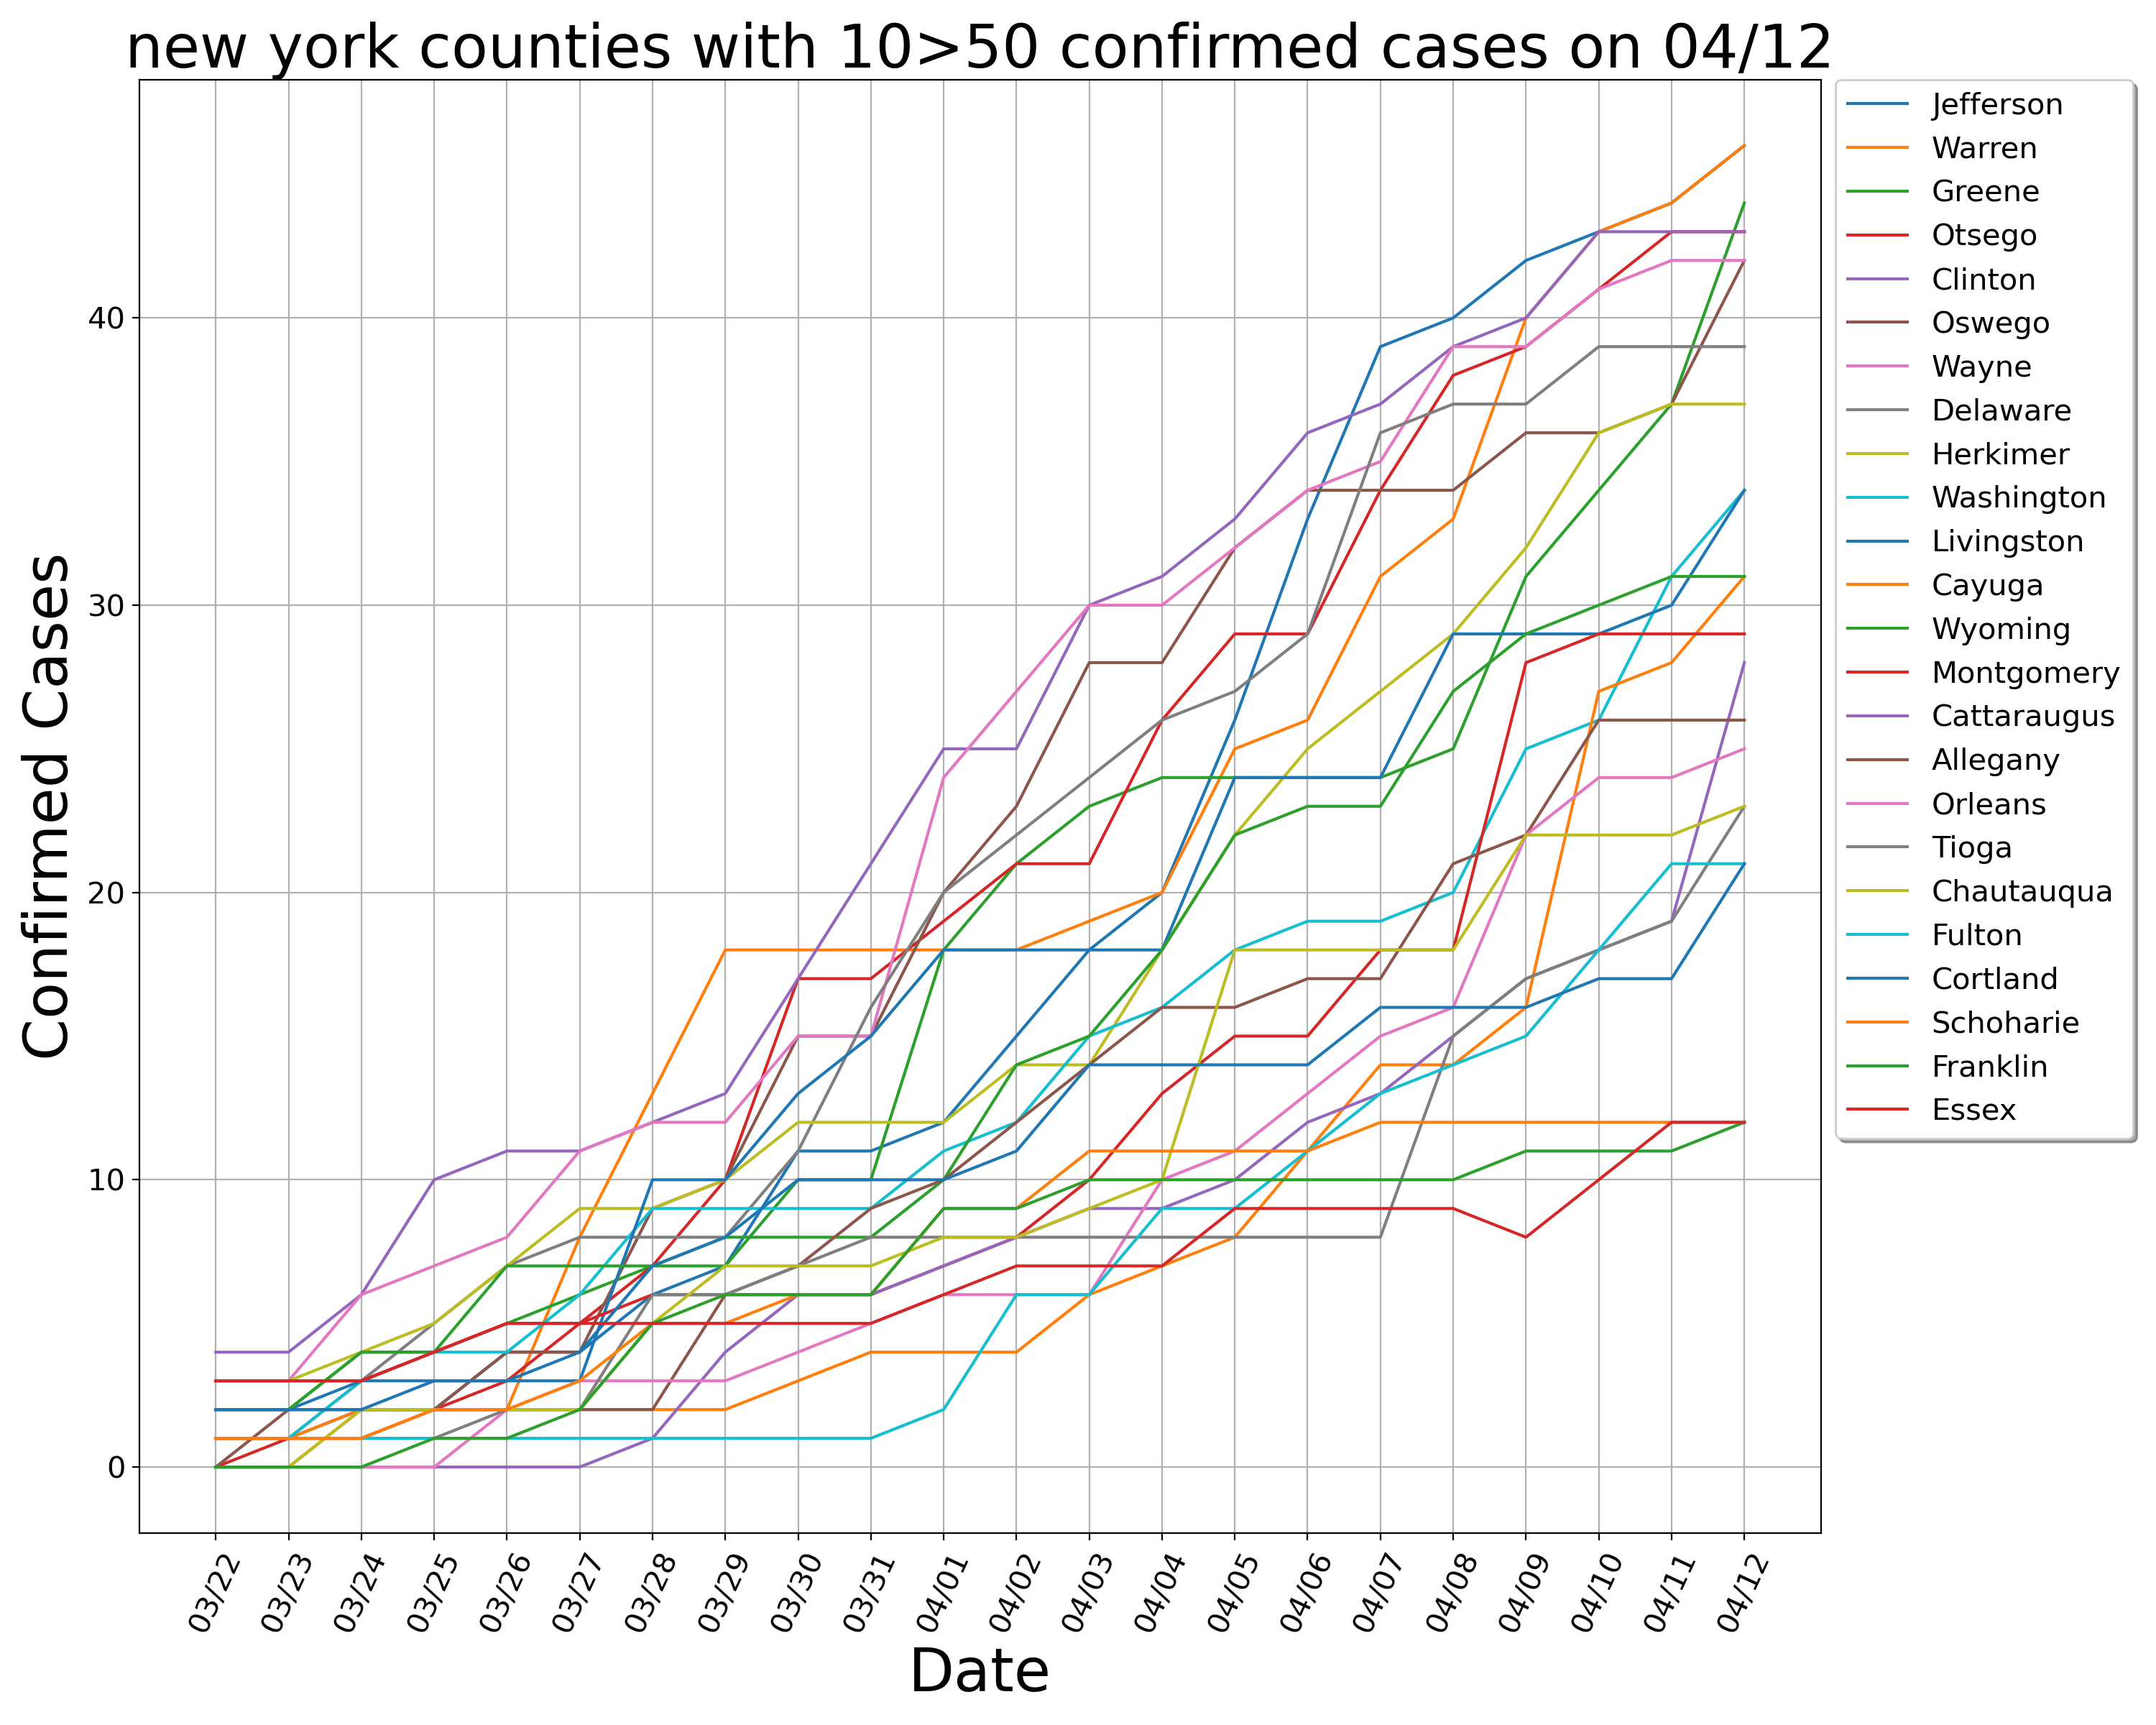 new york counties with 10>50 confirmed cases on 04/12
Jefferson
Warren
Greene
Otsego
Clinton
Oswego
Wayne
Delaware
Herkimer
Washington
Livingston
Cayuga
Wyoming
Montgomery
Cattaraugus
Allegany
Orleans
Tioga
Chautauqua
Fulton
Cortland
Schoharie
Franklin
Essex
Confirmed Cases
40
30
20
10
0
03/22 03/23 03/24 03/25 03/26 03/27 03/28 03/29 03/30 03/31 04/01 04/02 04/03 04/04 04/05 04/06 04/07 04/08 04/09 04/10 04/11 04/12
Date